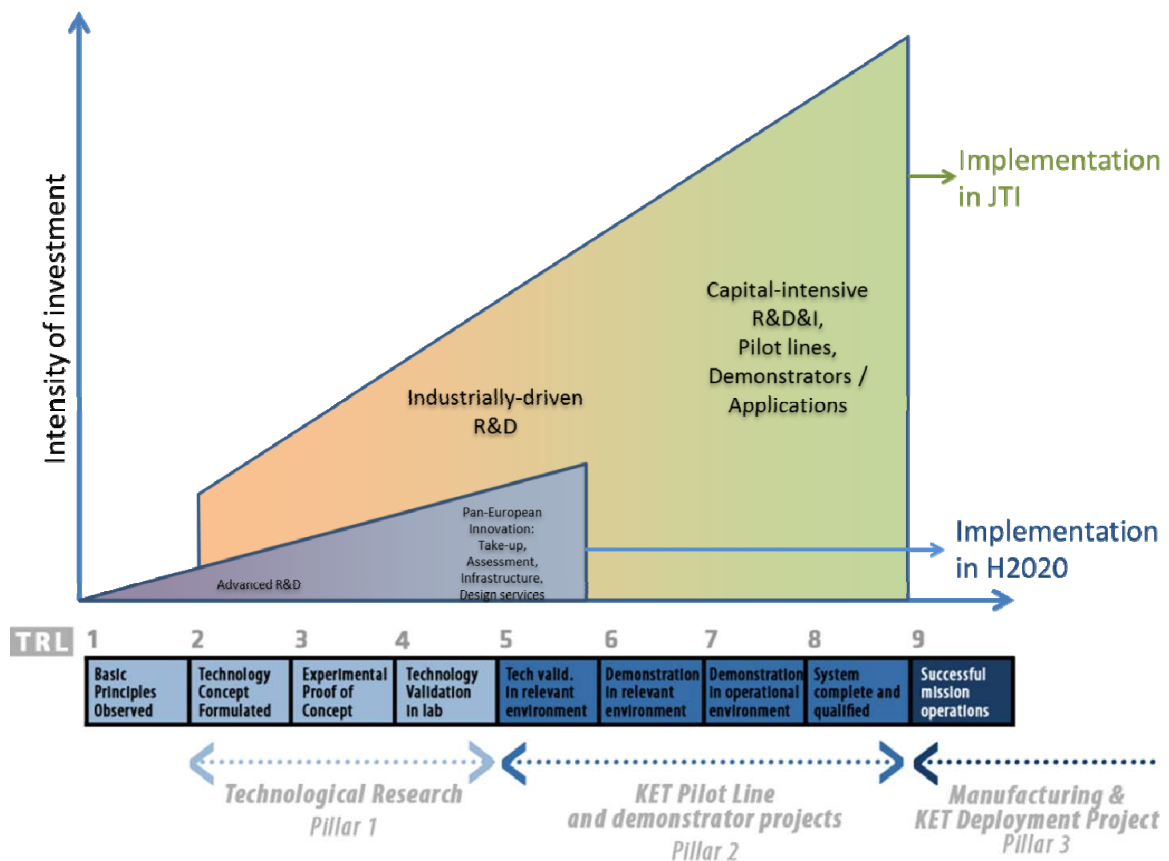 Intensity of investment
Implementation
in JTI
Capital-intensive
R&D&I,
Pilot lines,
Demonstrators /
Applications
Industrially-driven
R&D
Pan-European
Innovation:
Take-up,
Assessment,
Infrastructure,
Design services
Advanced R&D
Implementation
in H2020
TRL 1 2 3 4 5 6 7 8 9
Basic
Principles
Observed
Technology
Concept
Formulated
Experimental
Proof of
Concept
Technology
Validation
In lab
Tech valid.
In relevant
environment
Demonstration
In relevant
environment
Demonstration
in operational
environment
System
complete and
qualified
Successful
mission
operations
Technological Research
Pillar 1
KET Pilot Line
and demonstrator projects
Pillar 2
Manufacturing &
KET Deployment Project
Pillar 3